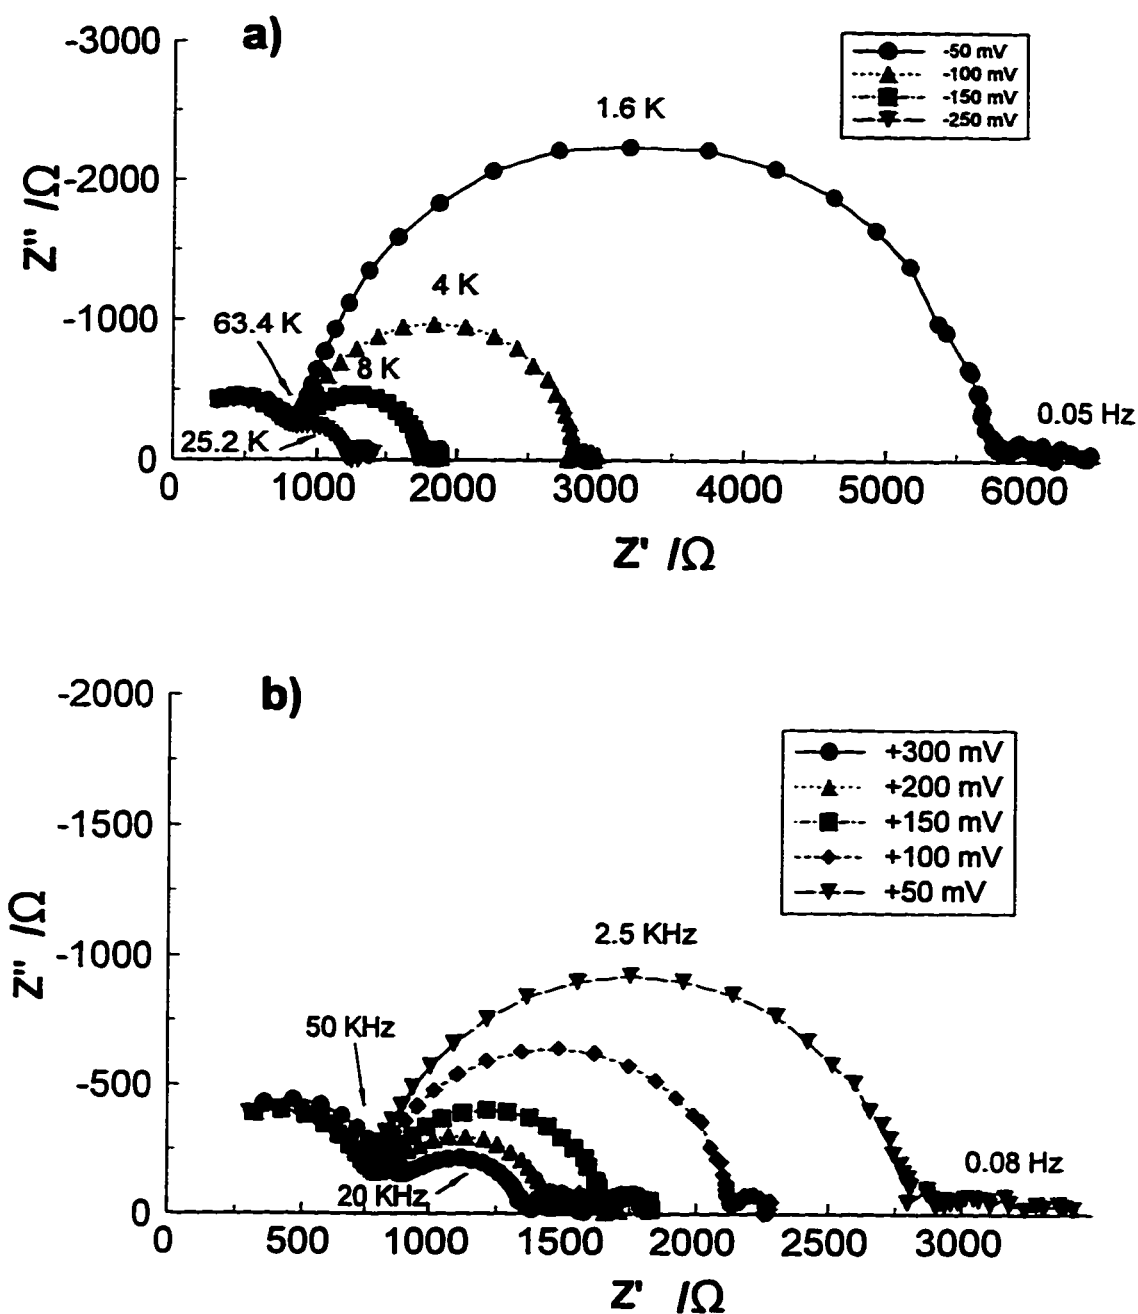 a)
-3000
-2000
-1000
0
Z'' /Ω
-50 mV
-100 mV
-150 mV
-250 mV
1.6 K
4 K
63.4 K
8 K
25.2 K
0.05 Hz
0 1000 2000 3000 4000 5000 6000
Z' /Ω
b)
-2000
-1500
-1000
-500
0
Z'' /Ω
+300 mV
+200 mV
+150 mV
+100 mV
+50 mV
2.5 KHz
50 KHz
20 KHz
0.08 Hz
0 500 1000 1500 2000 2500 3000
Z' /Ω